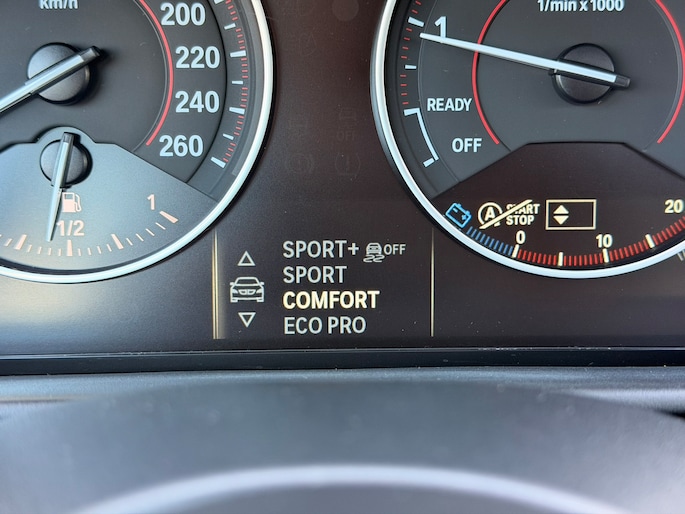 km/h
200
220
240
260
1/2
1
1/min x 1000
1
READY
OFF
A START
STOP
0
10
20
SPORT+ OFF
SPORT
COMFORT
ECO PRO